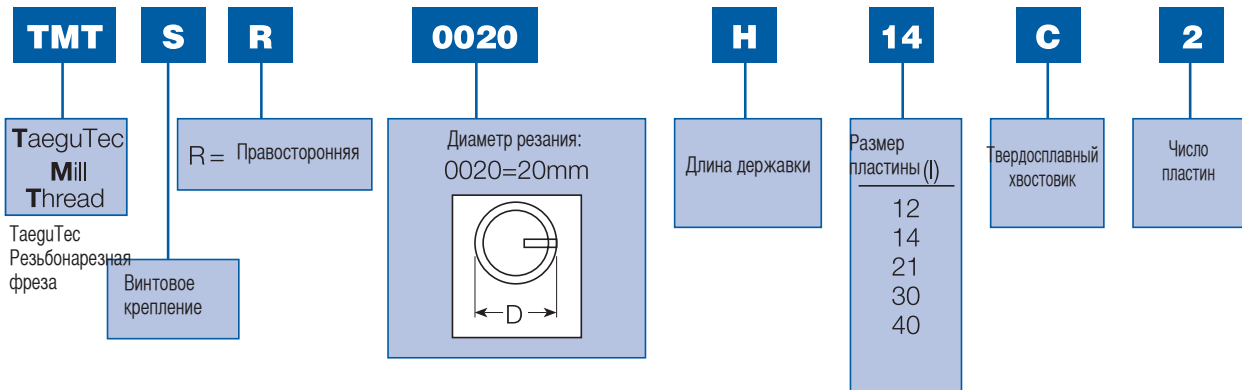 TMT S R 0020 H 14 C 2
TaeguTec
Mill
Thread
TaeguTec
Резьбонарезная
фреза
Винтовое
крепление
R = Правосторонняя
Диаметр резания:
0020=20mm
D
Длина державки
Размер
пластины (l)
12
14
21
30
40
Твердосплавный
хвостовик
Число
пластин